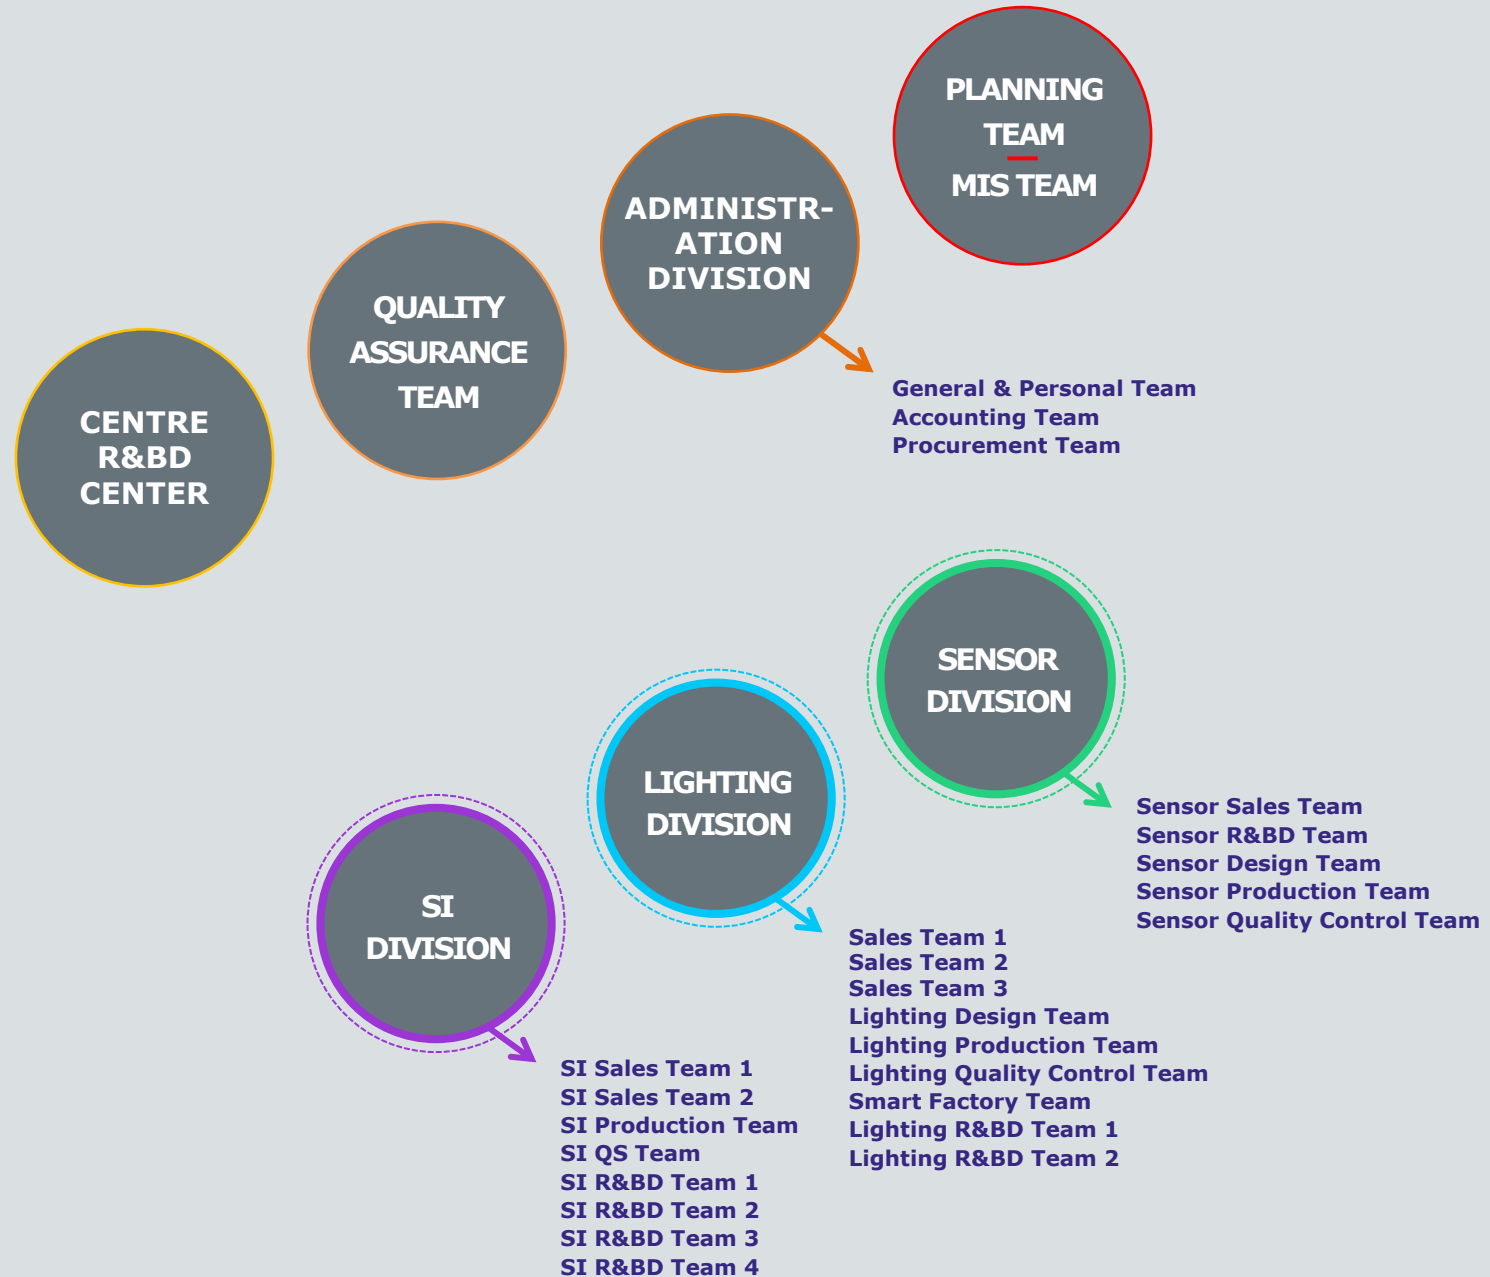 PLANNING
TEAM
MIS TEAM
ADMINISTR-
ATION
DIVISION
QUALITY
ASSURANCE
TEAM
CENTRE
R&BD
CENTER
General & Personal Team
Accounting Team
Procurement Team
SENSOR
DIVISION
Sensor Sales Team
Sensor R&BD Team
Sensor Design Team
Sensor Production Team
Sensor Quality Control Team
LIGHTING
DIVISION
Sales Team 1
Sales Team 2
Sales Team 3
Lighting Design Team
Lighting Production Team
Lighting Quality Control Team
Smart Factory Team
Lighting R&BD Team 1
Lighting R&BD Team 2
SI
DIVISION
SI Sales Team 1
SI Sales Team 2
SI Production Team
SI QS Team
SI R&BD Team 1
SI R&BD Team 2
SI R&BD Team 3
SI R&BD Team 4